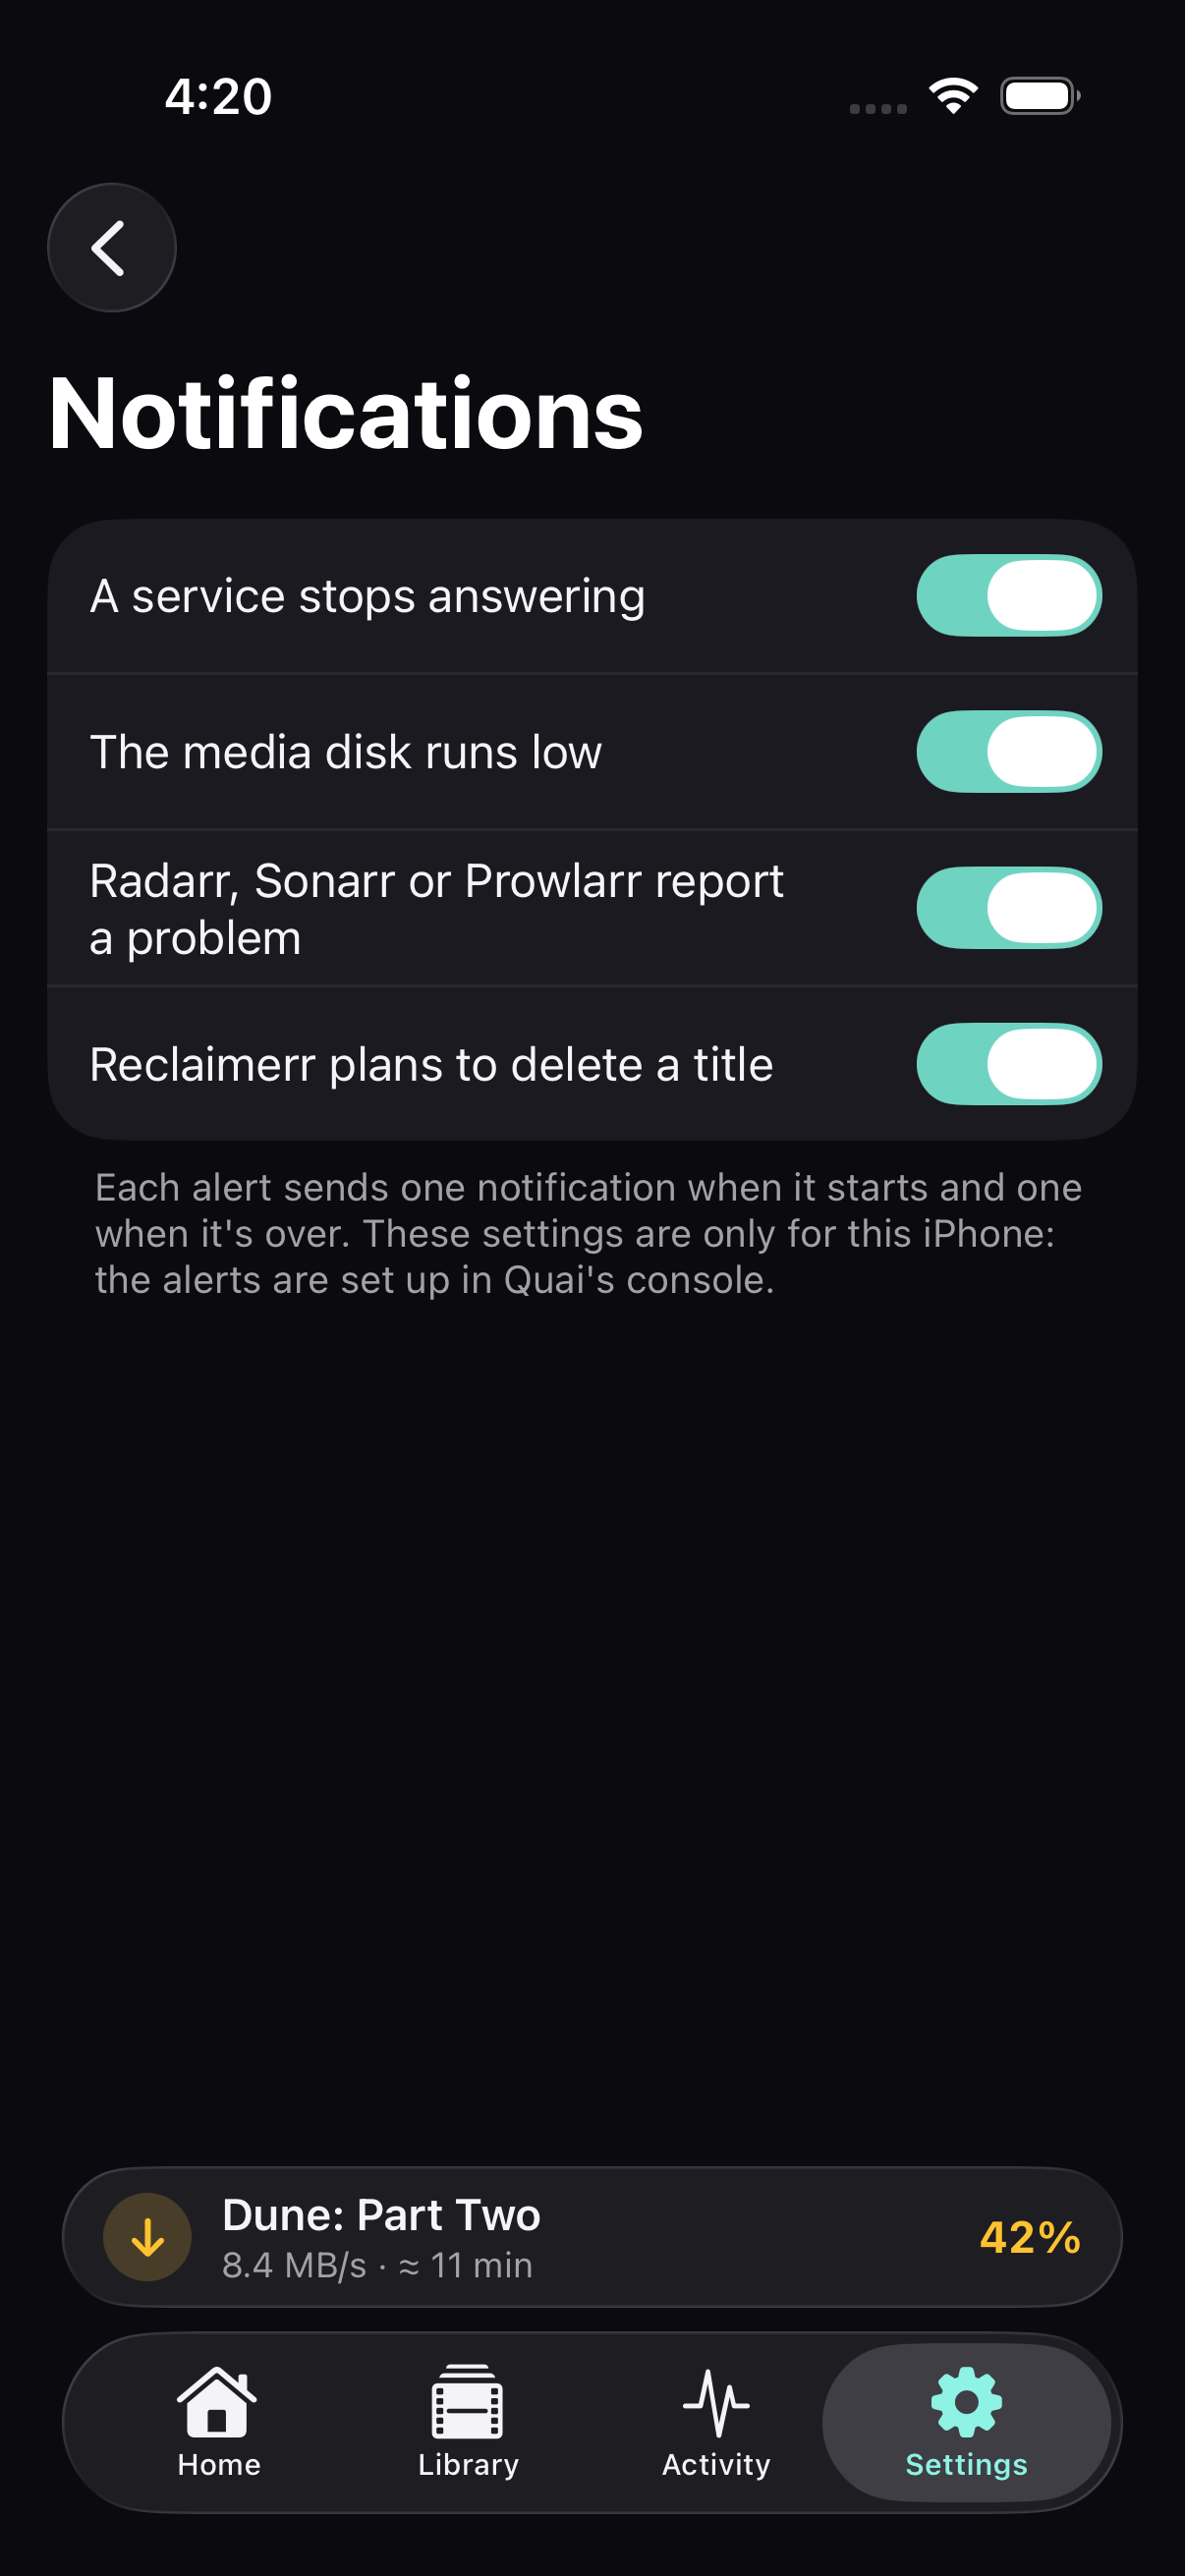 4:20
Notifications
A service stops answering
The media disk runs low
Radarr, Sonarr or Prowlarr report
a problem
Reclaimerr plans to delete a title
Each alert sends one notification when it starts and one
when it's over. These settings are only for this iPhone:
the alerts are set up in Quai's console.
Dune: Part Two
42%
8.4 MB/s · ≈ 11 min
Home
Library
Activity
Settings